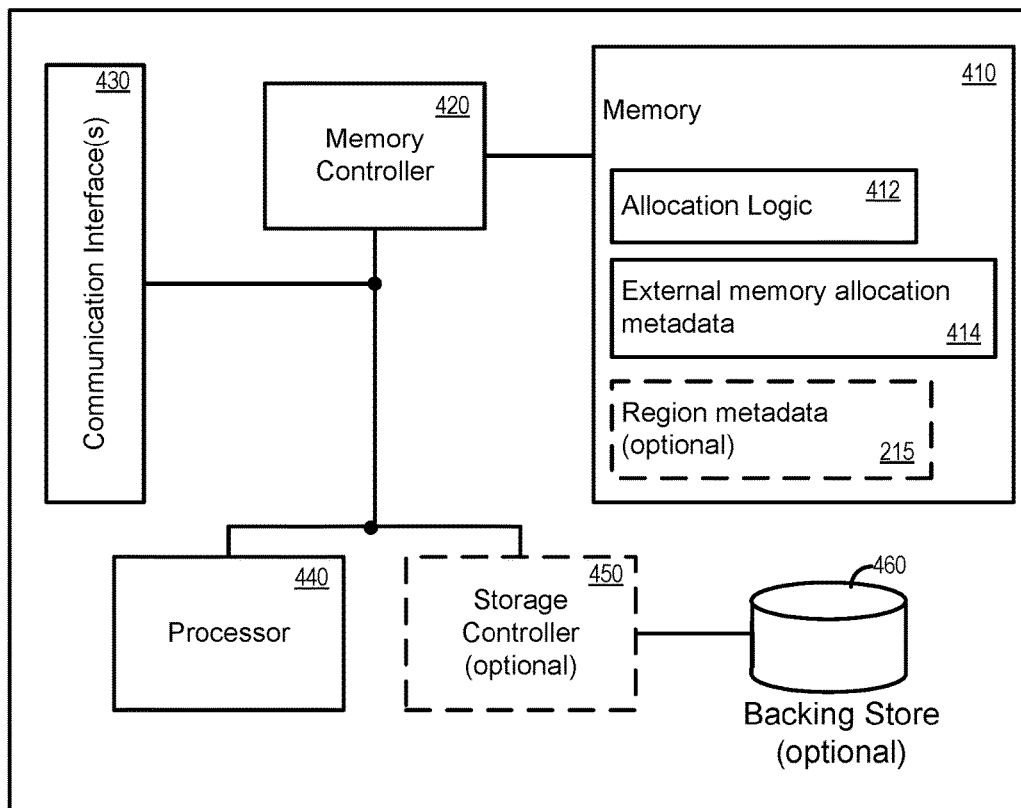 430
Communication Interface(s)
420
Memory
Controller
410
Memory
Allocation Logic
412
External memory allocation
metadata
414
Region metadata
(optional)
215
440
Processor
450
Storage
Controller
(optional)
460
Backing Store
(optional)